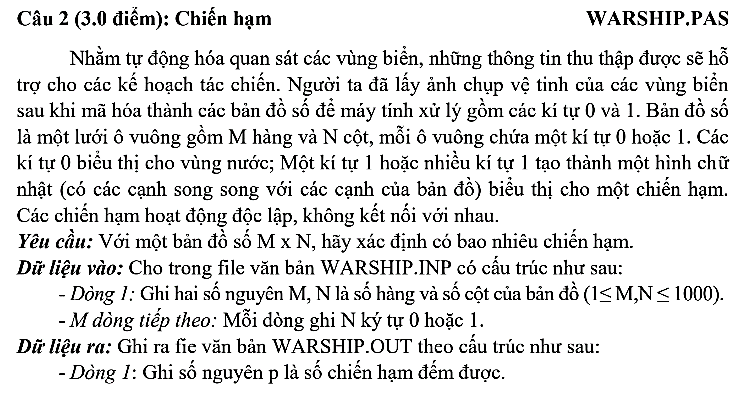 Câu 2 (3.0 điểm): Chiến hạm WARSHIP.PAS
Nhằm tự động hóa quan sát các vùng biển, những thông tin thu thập được sẽ hỗ
trợ cho các kế hoạch tác chiến. Người ta đã lấy ảnh chụp vệ tinh của các vùng biển
sau khi mã hóa thành các bản đồ số để máy tính xử lý gồm các kí tự 0 và 1. Bản đồ số
là một lưới ô vuông gồm M hàng và N cột, mỗi ô vuông chứa một kí tự 0 hoặc 1. Các
kí tự 0 biểu thị cho vùng nước; Một kí tự 1 hoặc nhiều kí tự 1 tạo thành một hình chữ
nhật (có các cạnh song song với các cạnh của bản đồ) biểu thị cho một chiến hạm.
Các chiến hạm hoạt động độc lập, không kết nối với nhau.
Yêu cầu: Với một bản đồ số M x N, hãy xác định có bao nhiêu chiến hạm.
Dữ liệu vào: Cho trong file văn bản WARSHIP.INP có cấu trúc như sau:
- Dòng 1: Ghi hai số nguyên M, N là số hàng và số cột của bản đồ (1≤M,N ≤ 1000).
- M dòng tiếp theo: Mỗi dòng ghi N ký tự 0 hoặc 1.
Dữ liệu ra: Ghi ra fie văn bản WARSHIP.OUT theo cấu trúc như sau:
- Dòng 1: Ghi số nguyên p là số chiến hạm đếm được.